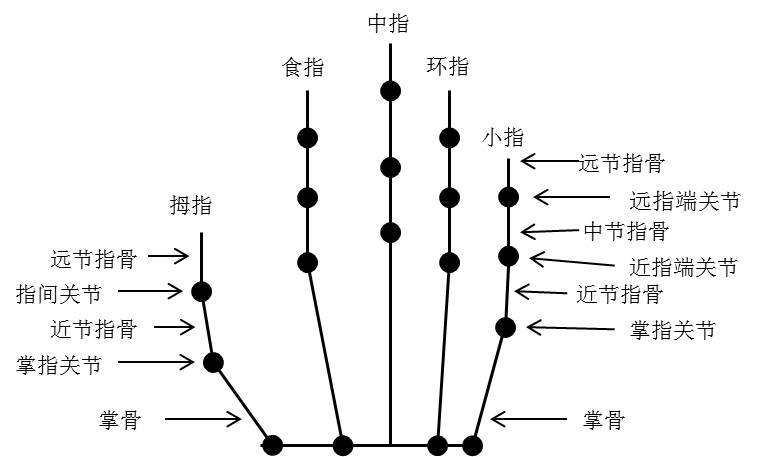 中指
食指
环指
小指
远节指骨
拇指
远指端关节
中节指骨
远节指骨
近指端关节
指间关节
近节指骨
近节指骨
掌指关节
掌指关节
掌骨
掌骨